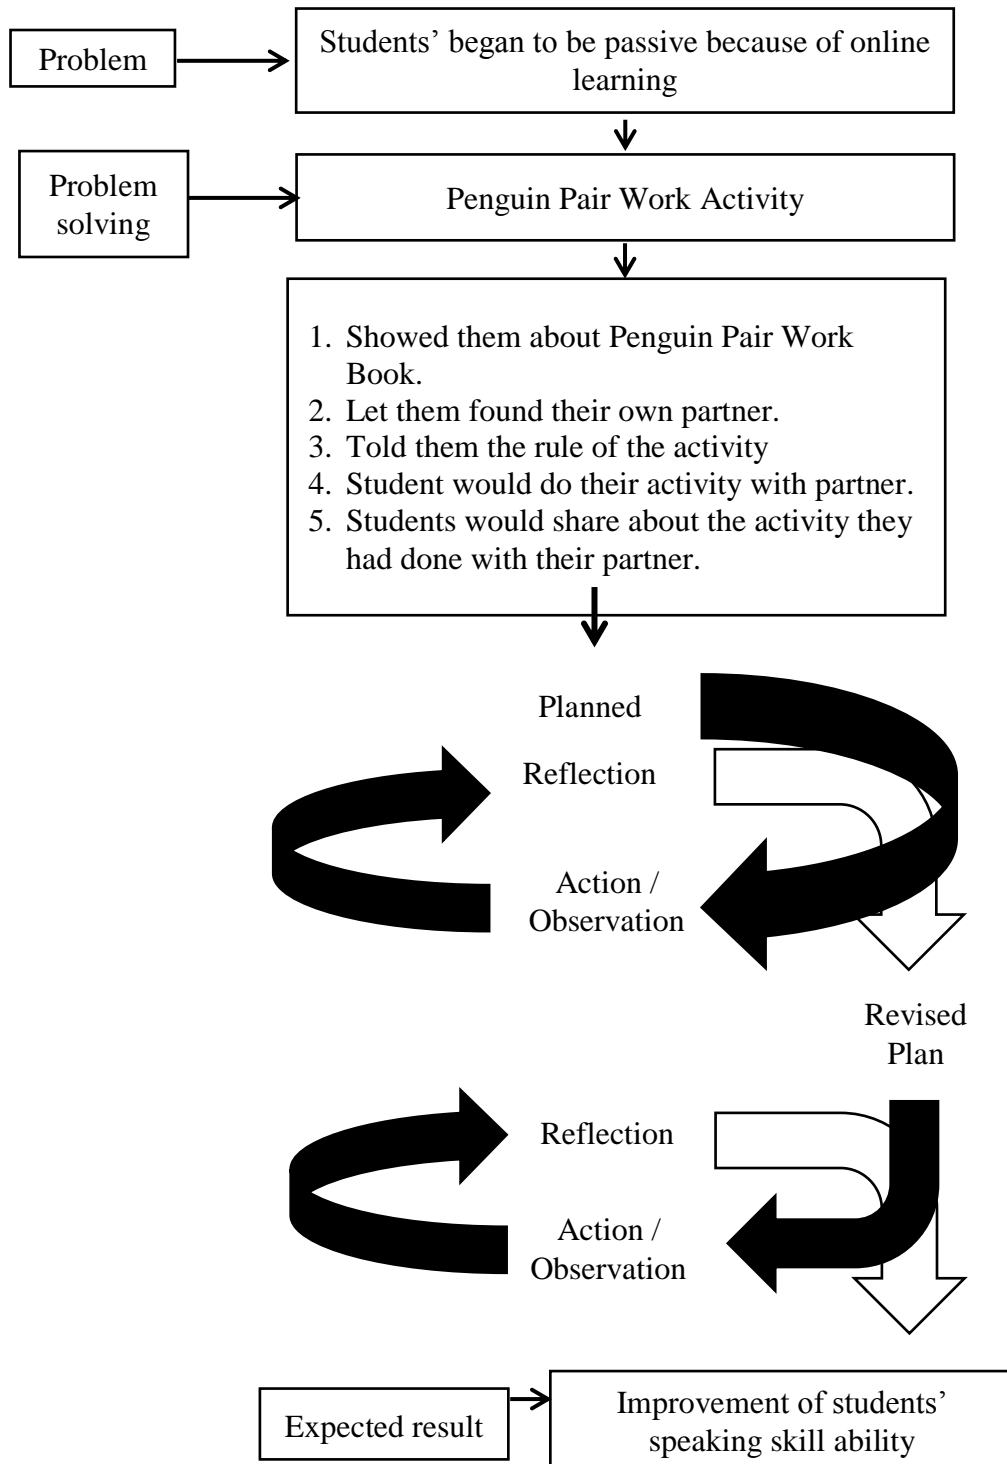 Problem
Students’ began to be passive because of online
learning
Problem
solving
Penguin Pair Work Activity
1. Showed them about Penguin Pair Work
Book.
2. Let them found their own partner.
3. Told them the rule of the activity
4. Student would do their activity with partner.
5. Students would share about the activity they
had done with their partner.
Planned
Reflection
Action /
Observation
Revised
Plan
Reflection
Action /
Observation
Expected result
Improvement of students’
speaking skill ability